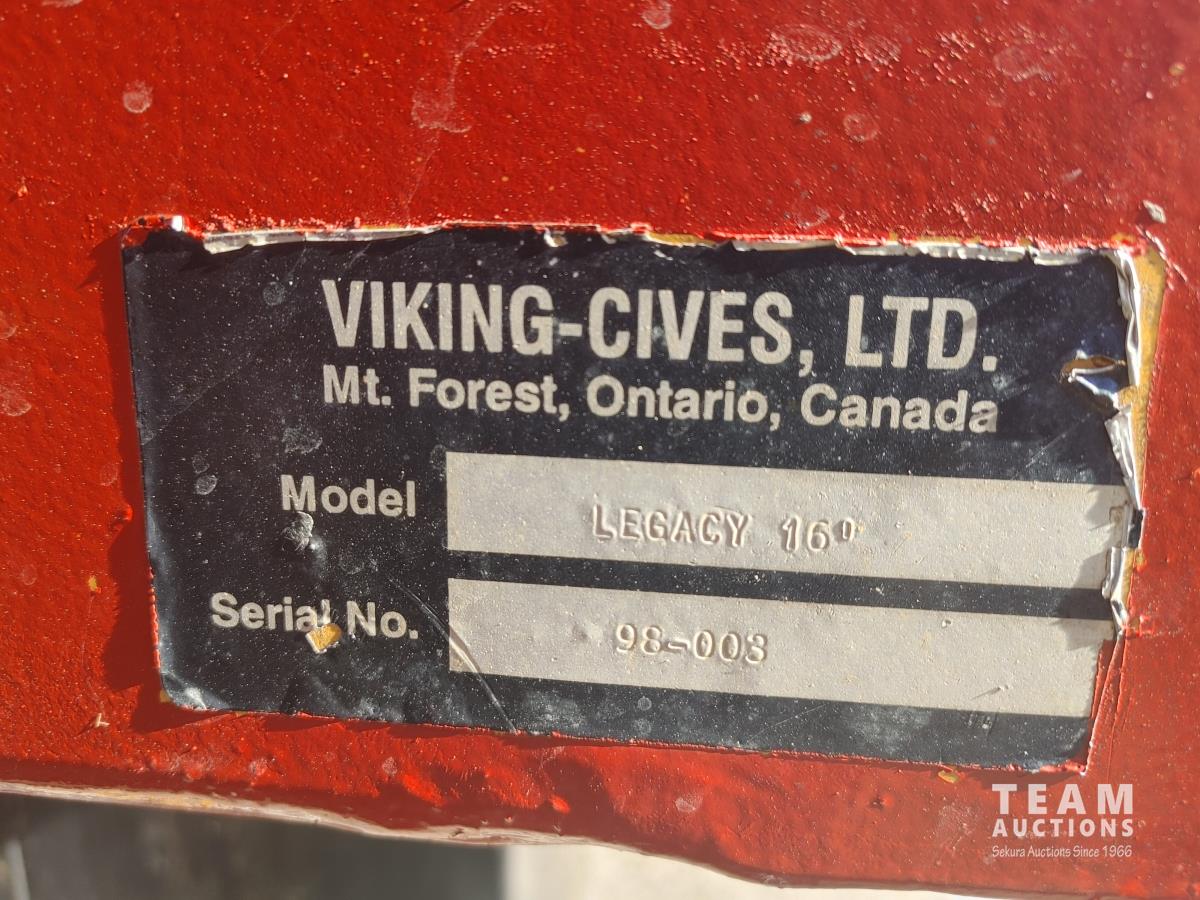 VIKING-CIVES, LTD.
Mt. Forest, Ontario, Canada
Model LEGACY 16⁰
Serial No. 98-003
TEAM
AUCTIONS
Sekura Auctions Since 1966